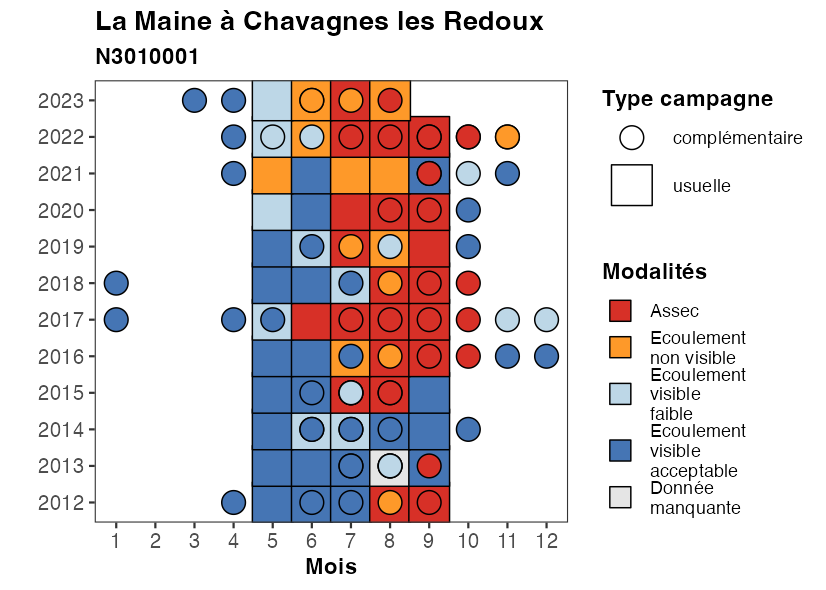 La Maine à Chavagnes les Redoux
N3010001
2023
2022
2021
2020
2019
2018
2017
2016
2015
2014
2013
2012
1 2 3 4 5 6 7 8 9 10 11 12
Mois
Type campagne
complémentaire
usuelle
Modalités
Assec
Ecoulement
non visible
Ecoulement
visible
faible
Ecoulement
visible
acceptable
Donnée
manquante